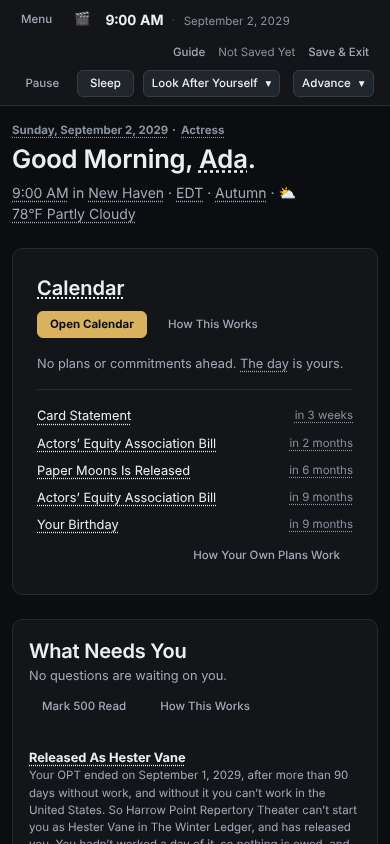 Menu 🎬 9:00 AM · September 2, 2029
Guide Not Saved Yet Save & Exit
Pause Sleep Look After Yourself ▾ Advance ▾
Sunday, September 2, 2029 · Actress
Good Morning, Ada.
9:00 AM in New Haven · EDT · Autumn · ⛅
78°F Partly Cloudy
Calendar
Open Calendar How This Works
No plans or commitments ahead. The day is yours.
Card Statement in 3 weeks
Actors’ Equity Association Bill in 2 months
Paper Moons Is Released in 6 months
Actors’ Equity Association Bill in 9 months
Your Birthday in 9 months
How Your Own Plans Work
What Needs You
No questions are waiting on you.
Mark 500 Read How This Works
Released As Hester Vane
Your OPT ended on September 1, 2029, after more than 90
days without work, and without it you can’t work in the
United States. So Harrow Point Repertory Theater can’t start
you as Hester Vane in The Winter Ledger, and has released
you. You hadn’t worked a day of it, so nothing is owed, and